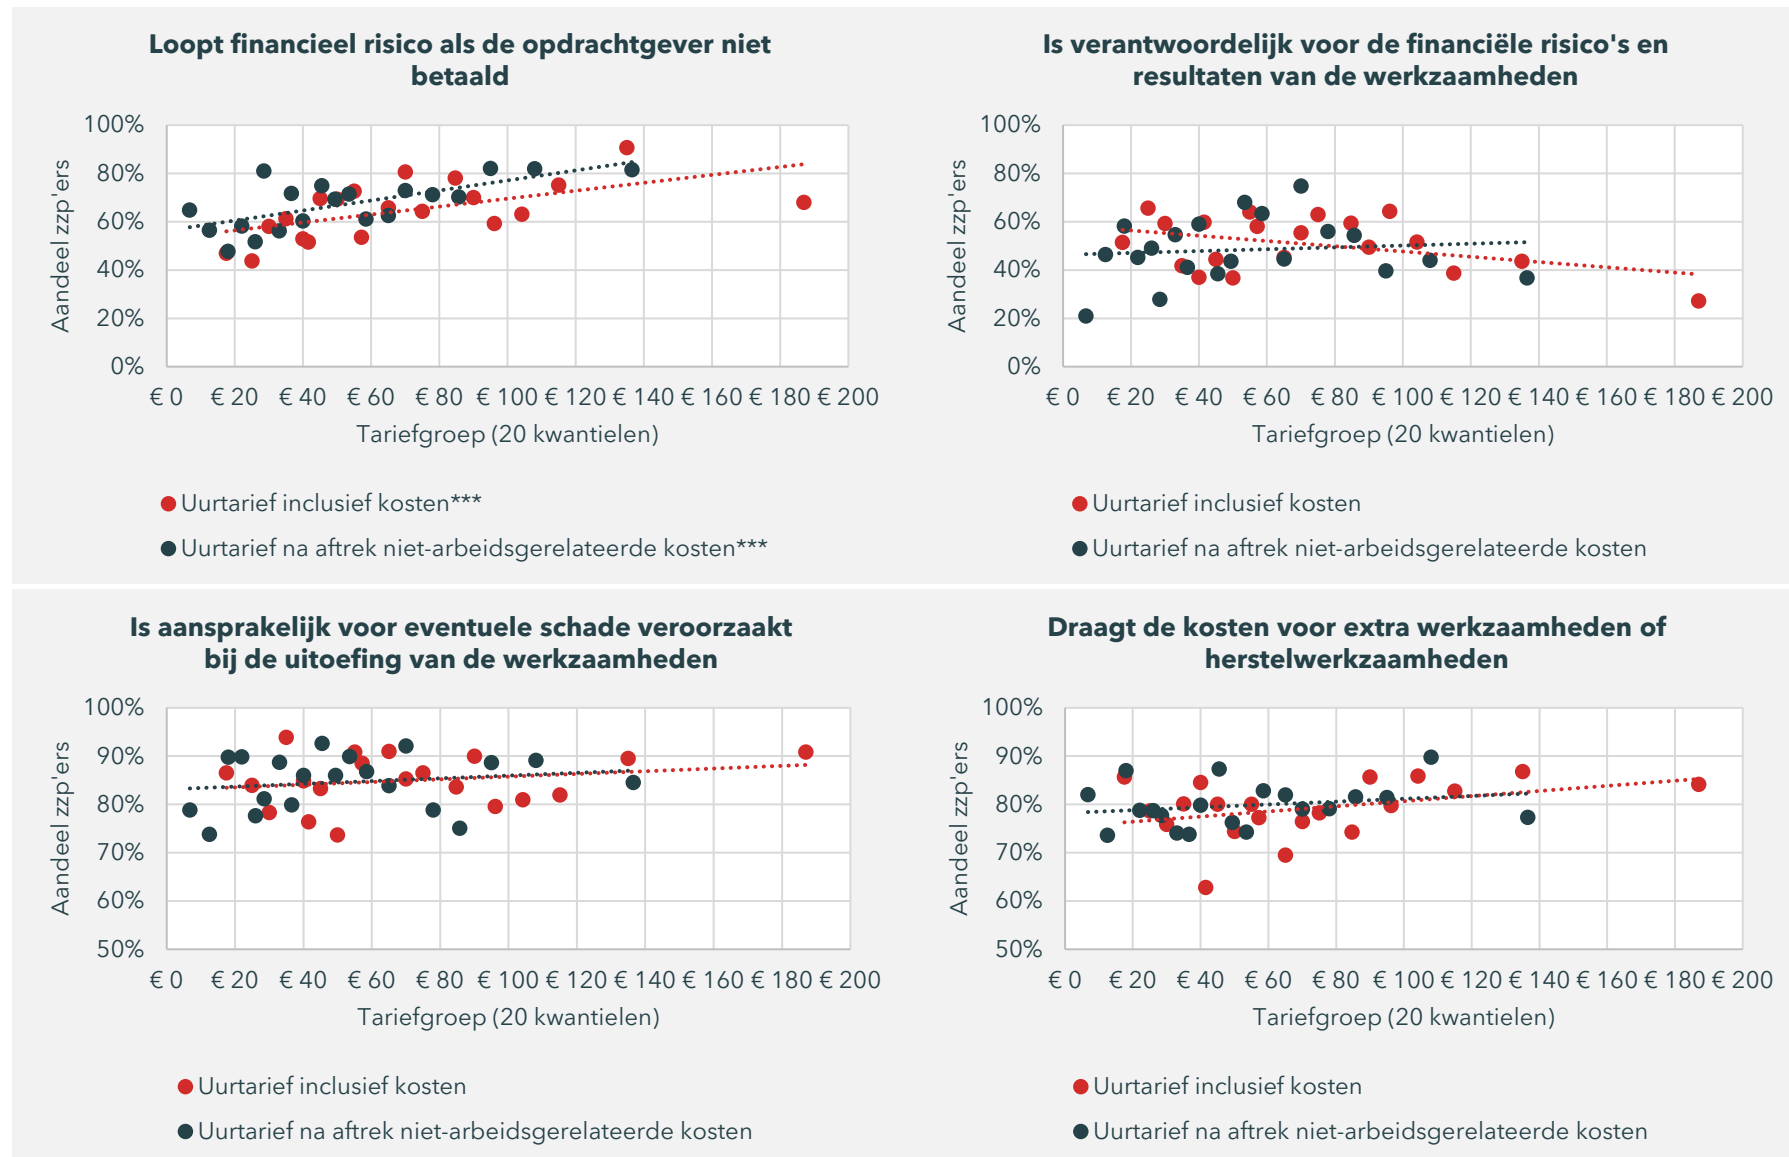 Loopt financieel risico als de opdrachtgever niet
betaald
100%
80%
60%
40%
20%
0%
Aandeel zzp'ers
€ 0 € 20 € 40 € 60 € 80 € 100 € 120 € 140 € 160 € 180 € 200
Tariefgroep (20 kwantielen)
Uurtarief inclusief kosten***
Uurtarief na aftrek niet-arbeidsgerelateerde kosten***
Is verantwoordelijk voor de financiële risico's en
resultaten van de werkzaamheden
100%
80%
60%
40%
20%
0%
Aandeel zzp'ers
€ 0 € 20 € 40 € 60 € 80 € 100 € 120 € 140 € 160 € 180 € 200
Tariefgroep (20 kwantielen)
Uurtarief inclusief kosten
Uurtarief na aftrek niet-arbeidsgerelateerde kosten
Is aansprakelijk voor eventuele schade veroorzaakt
bij de uitoefing van de werkzaamheden
100%
90%
80%
70%
60%
50%
Aandeel zzp'ers
€ 0 € 20 € 40 € 60 € 80 € 100 € 120 € 140 € 160 € 180 € 200
Tariefgroep (20 kwantielen)
Uurtarief inclusief kosten
Uurtarief na aftrek niet-arbeidsgerelateerde kosten
Draagt de kosten voor extra werkzaamheden of
herstelwerkzaamheden
100%
90%
80%
70%
60%
50%
Aandeel zzp'ers
€ 0 € 20 € 40 € 60 € 80 € 100 € 120 € 140 € 160 € 180 € 200
Tariefgroep (20 kwantielen)
Uurtarief inclusief kosten
Uurtarief na aftrek niet-arbeidsgerelateerde kosten